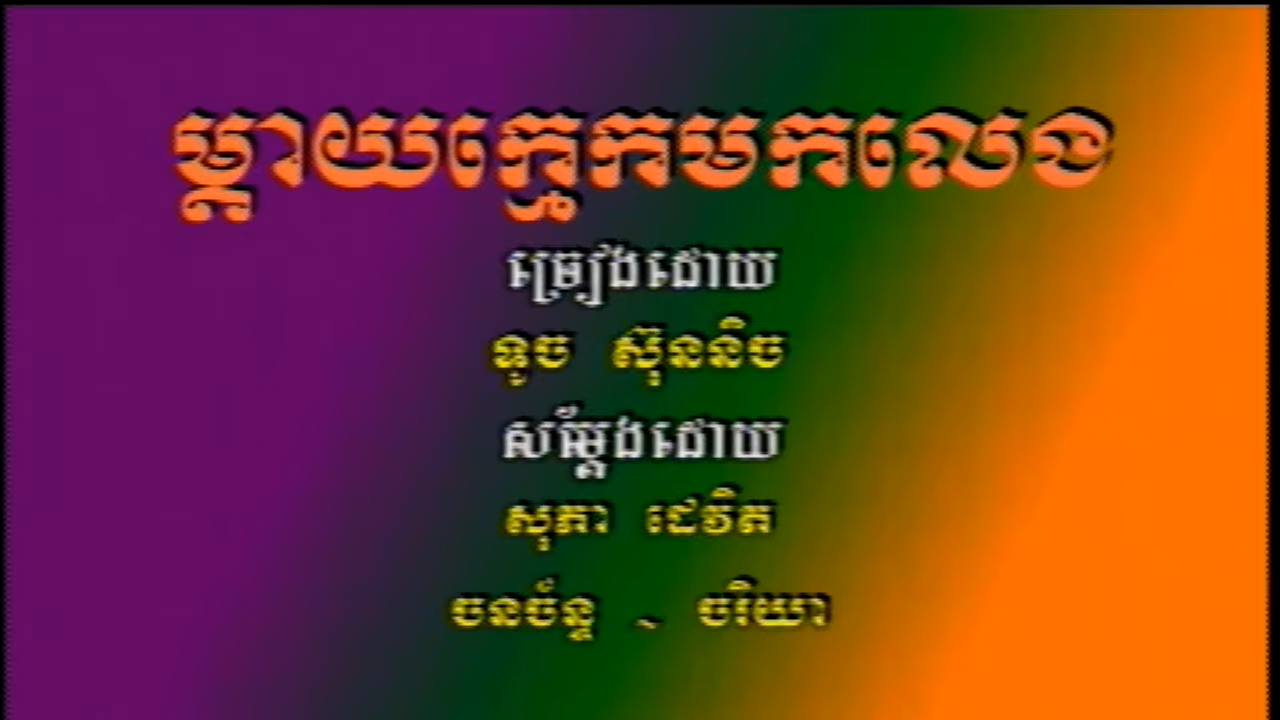 ម្តាយក្មេកមកលេង
ច្រៀងដោយ
ទូច ស៊ុននិច
សម្តែងដោយ
សុភា ដេវិត
ចនច័ន្ទ . ចរិយា